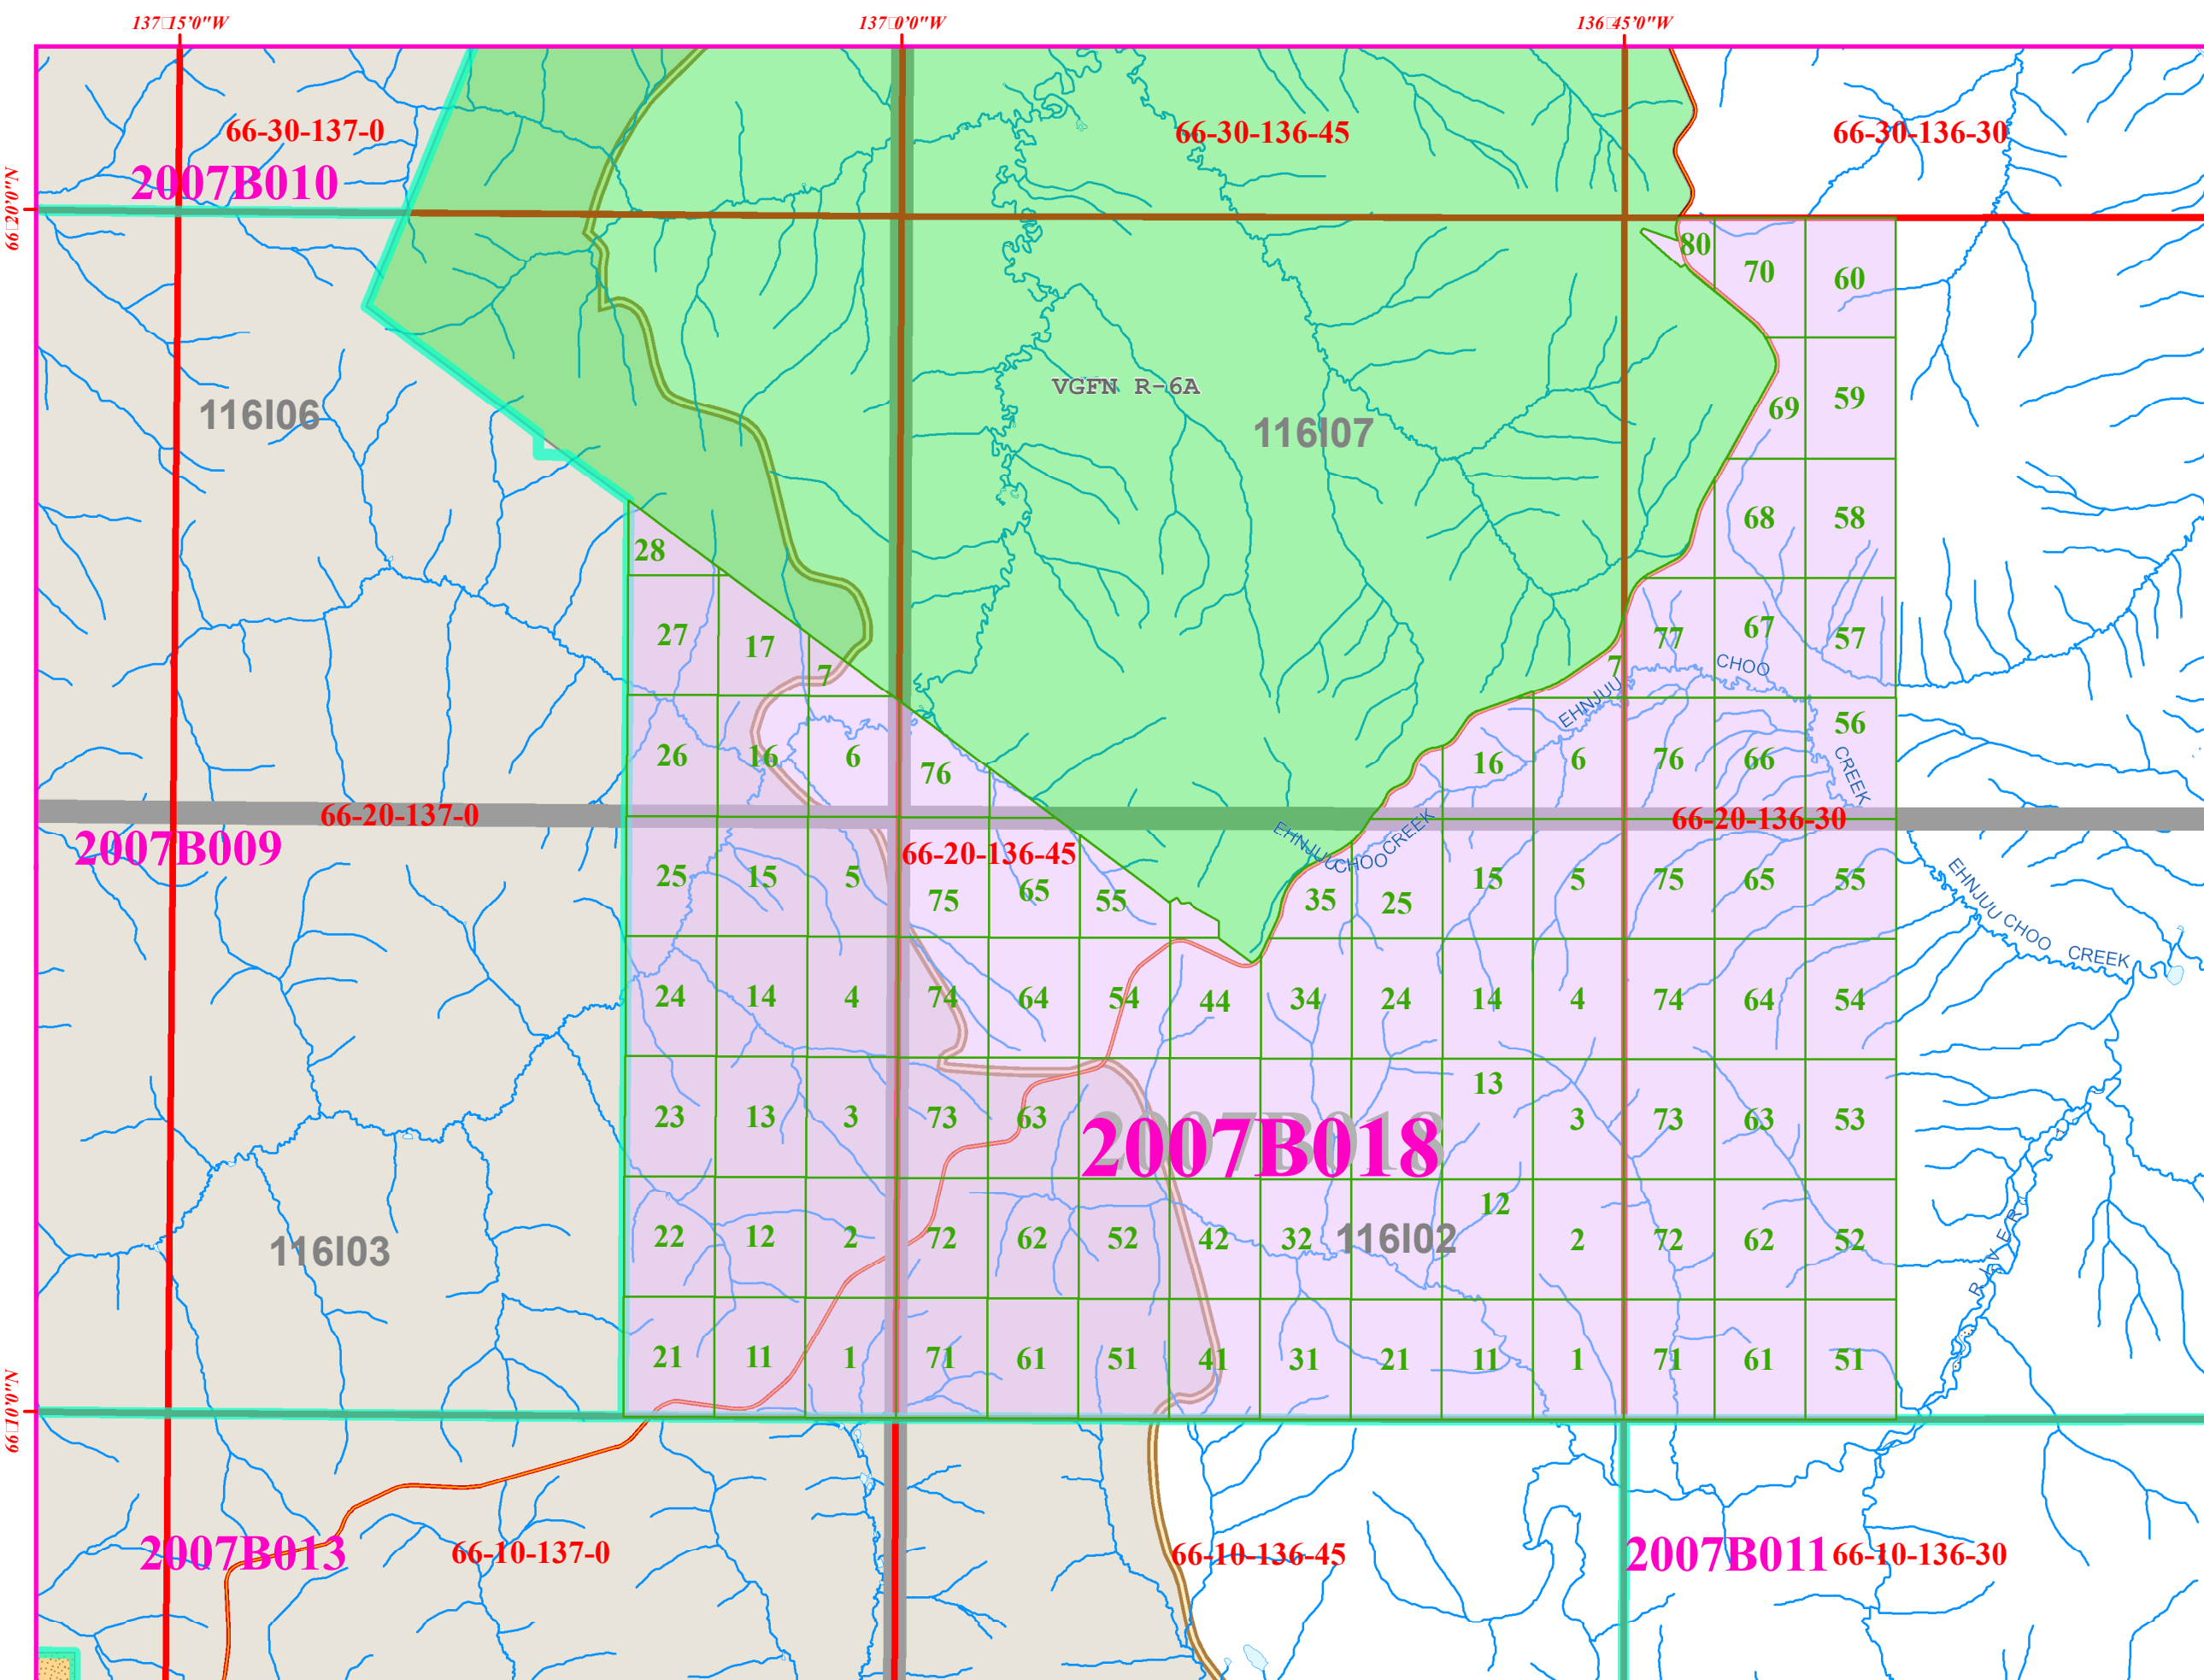 137□15'0"W 137□0'0"W 136□45'0"W
66-30-137-0 66-30-136-45 66-30-136-30
2007B010
66□20'0"N
80 70 60
VGFN R-6A
116I06 116I07
69 59
68 58
28
27 17 7 7 77 67 57
EHNJUU CHOO CREEK
26 16 6 76 16 6 76 66 56
66-20-137-0 66-20-136-30
2007B009 66-20-136-45
EHNJUU CHOO CREEK
25 15 5 75 65 55 35 25 15 5 75 65 55
EHNJUU CHOO CREEK
24 14 4 74 64 54 44 34 24 14 4 74 64 54
23 13 3 73 63 13 3 73 63 53
2007B018
22 12 2 72 62 52 42 32 12 2 72 62 52
116I03 116I02
RIVER
21 11 1 71 61 51 41 31 21 11 1 71 61 51
66□10'0"N
2007B013 66-10-137-0 66-10-136-45 2007B011 66-10-136-30